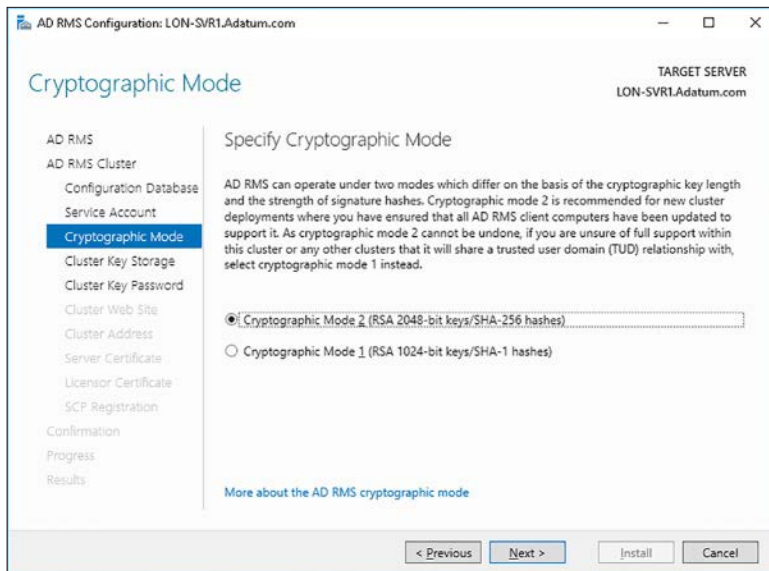 AD RMS Configuration: LON-SVR1.Adatum.com
Cryptographic Mode
TARGET SERVER
LON-SVR1.Adatum.com
AD RMS
AD RMS Cluster
Configuration Database
Service Account
Cryptographic Mode
Cluster Key Storage
Cluster Key Password
Cluster Web Site
Cluster Address
Server Certificate
Licensor Certificate
SCP Registration
Confirmation
Progress
Results
Specify Cryptographic Mode
AD RMS can operate under two modes which differ on the basis of the cryptographic key length
and the strength of signature hashes. Cryptographic mode 2 is recommended for new cluster
deployments where you have ensured that all AD RMS client computers have been updated to
support it. As cryptographic mode 2 cannot be undone, if you are unsure of full support within
this cluster or any other clusters that it will share a trusted user domain (TUD) relationship with,
select cryptographic mode 1 instead.
Cryptographic Mode 2 (RSA 2048-bit keys/SHA-256 hashes)
Cryptographic Mode 1 (RSA 1024-bit keys/SHA-1 hashes)
More about the AD RMS cryptographic mode
< Previous
Next >
Install
Cancel